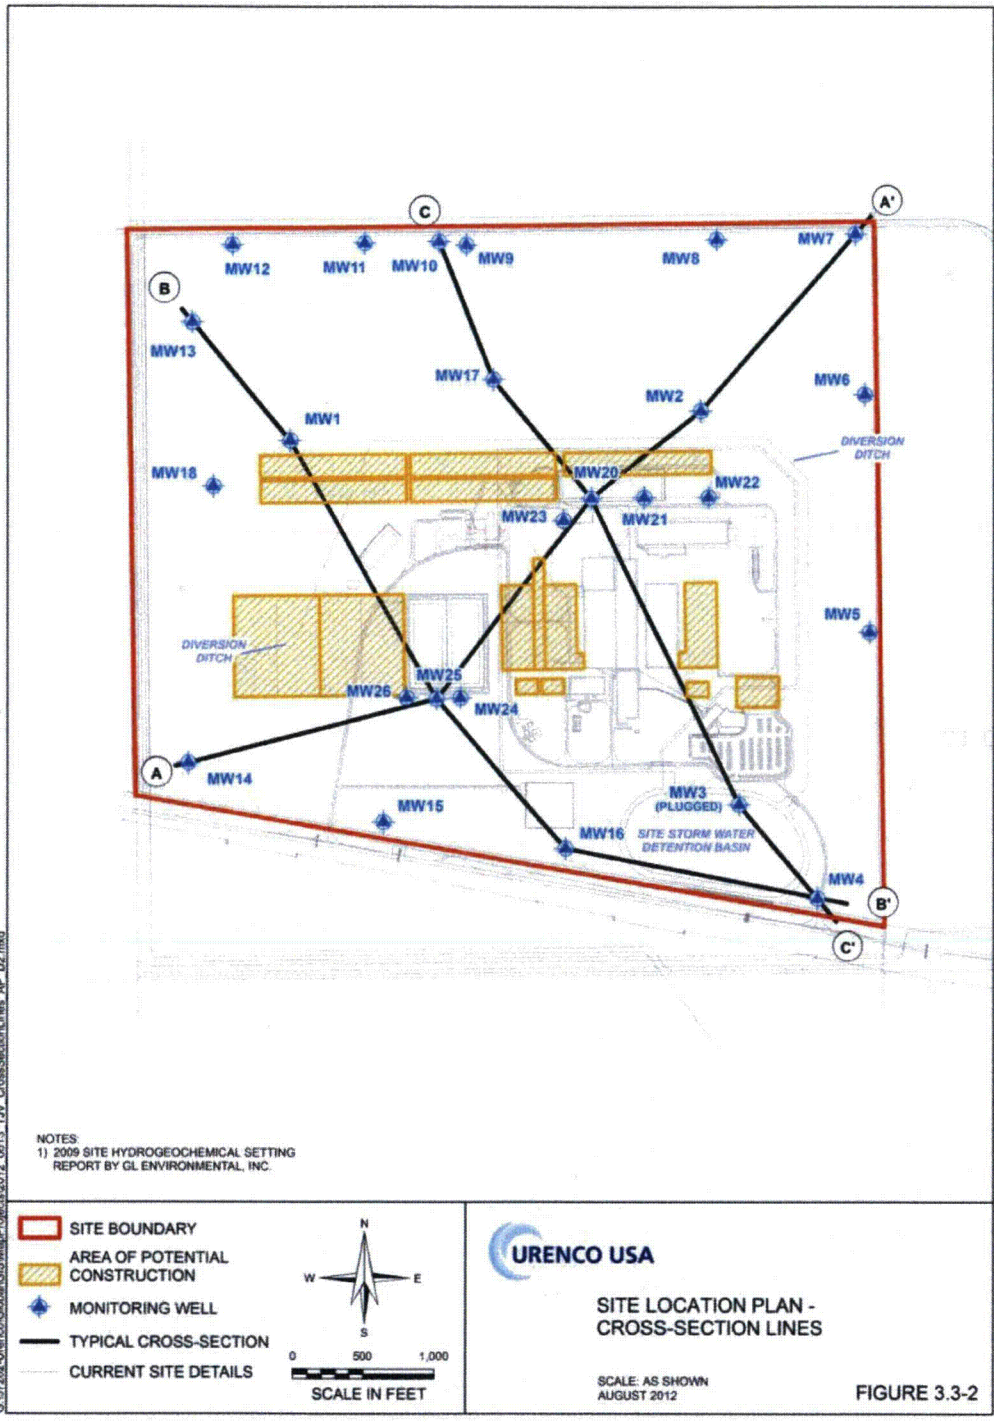 C
A'
MW7
MW8
MW12
MW11
MW10
MW9
B
MW13
MW17
MW6
MW2
MW1
DIVERSION
DITCH
MW18
MW20
MW22
MW23
MW21
MW5
DIVERSION
DITCH
MW25
MW26
MW24
A
MW14
MW3
(PLUGGED)
MW15
MW16
SITE STORM WATER
DETENTION BASIN
MW4
B'
C'
NOTES:
1) 2009 SITE HYDROGEOCHEMICAL SETTING
REPORT BY GL ENVIRONMENTAL, INC.
SITE BOUNDARY
AREA OF POTENTIAL
CONSTRUCTION
MONITORING WELL
TYPICAL CROSS-SECTION
CURRENT SITE DETAILS
N
W
E
S
0 500 1,000
SCALE IN FEET
URENCO USA
SITE LOCATION PLAN -
CROSS-SECTION LINES
SCALE: AS SHOWN
AUGUST 2012
FIGURE 3.3-2